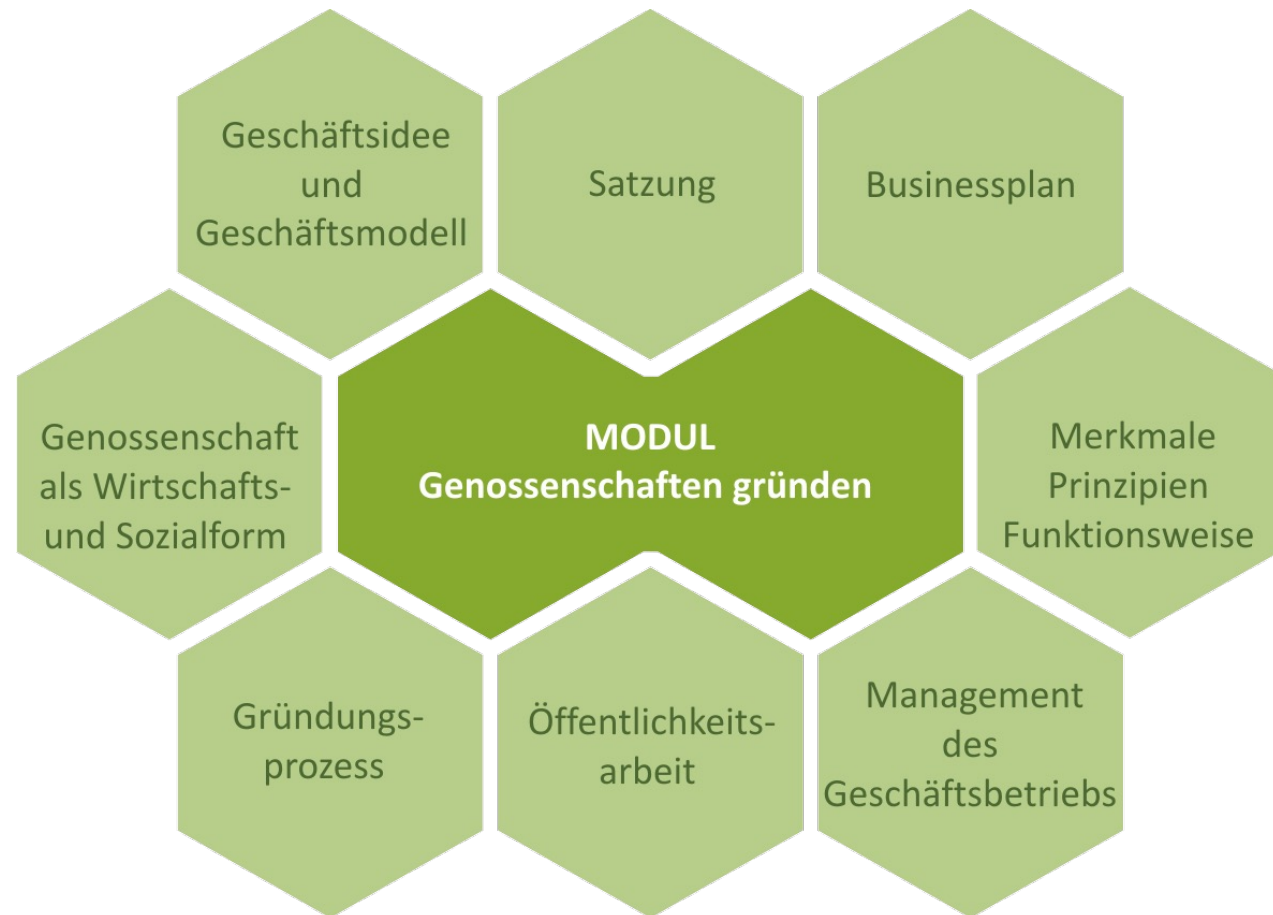 Geschäftsidee
und
Geschäftsmodell
Satzung
Businessplan
Genossenschaft
als Wirtschafts-
und Sozialform
MODUL
Genossenschaften gründen
Merkmale
Prinzipien
Funktionsweise
Gründungs-
prozess
Öffentlichkeits-
arbeit
Management
des
Geschäftsbetriebs